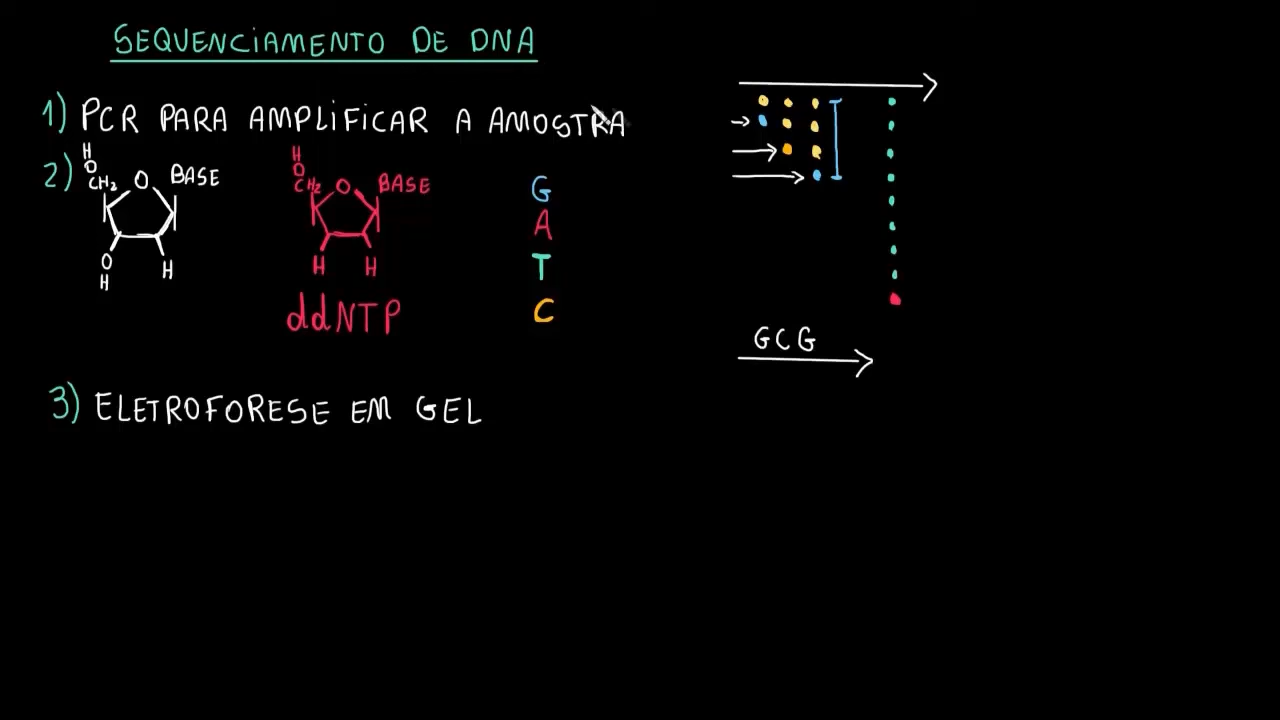 SEQUENCIAMENTO DE DNA
1) PCR PARA AMPLIFICAR A AMOSTRA
2)
H
O
CH2 O BASE
O
H
H
H
O
CH2 O BASE
H H
ddNTP
G
A
T
C
GCG
3) ELETROFORESE EM GEL